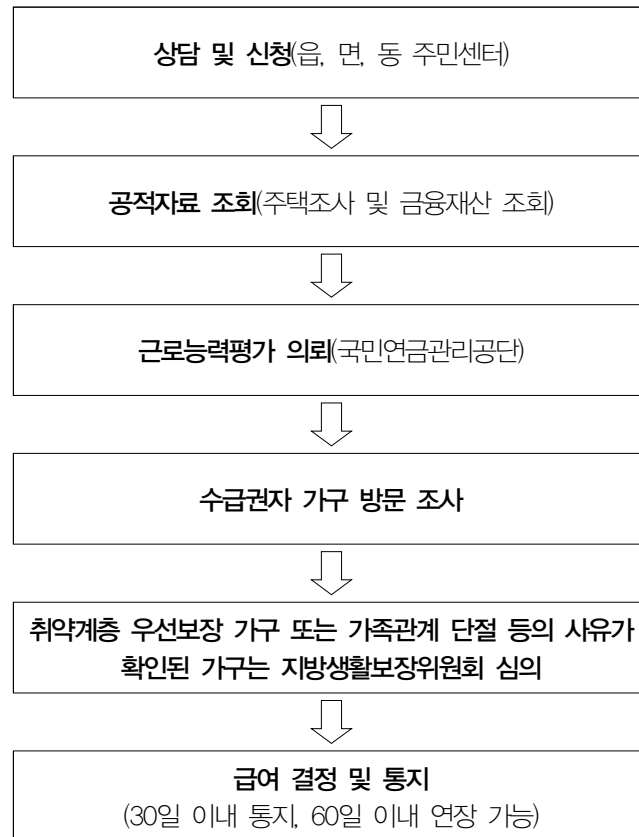 상담 및 신청(읍, 면, 동 주민센터)
공적자료 조회(주택조사 및 금융재산 조회)
근로능력평가 의뢰(국민연금관리공단)
수급권자 가구 방문 조사
취약계층 우선보장 가구 또는 가족관계 단절 등의 사유가
확인된 가구는 지방생활보장위원회 심의
급여 결정 및 통지
(30일 이내 통지, 60일 이내 연장 가능)